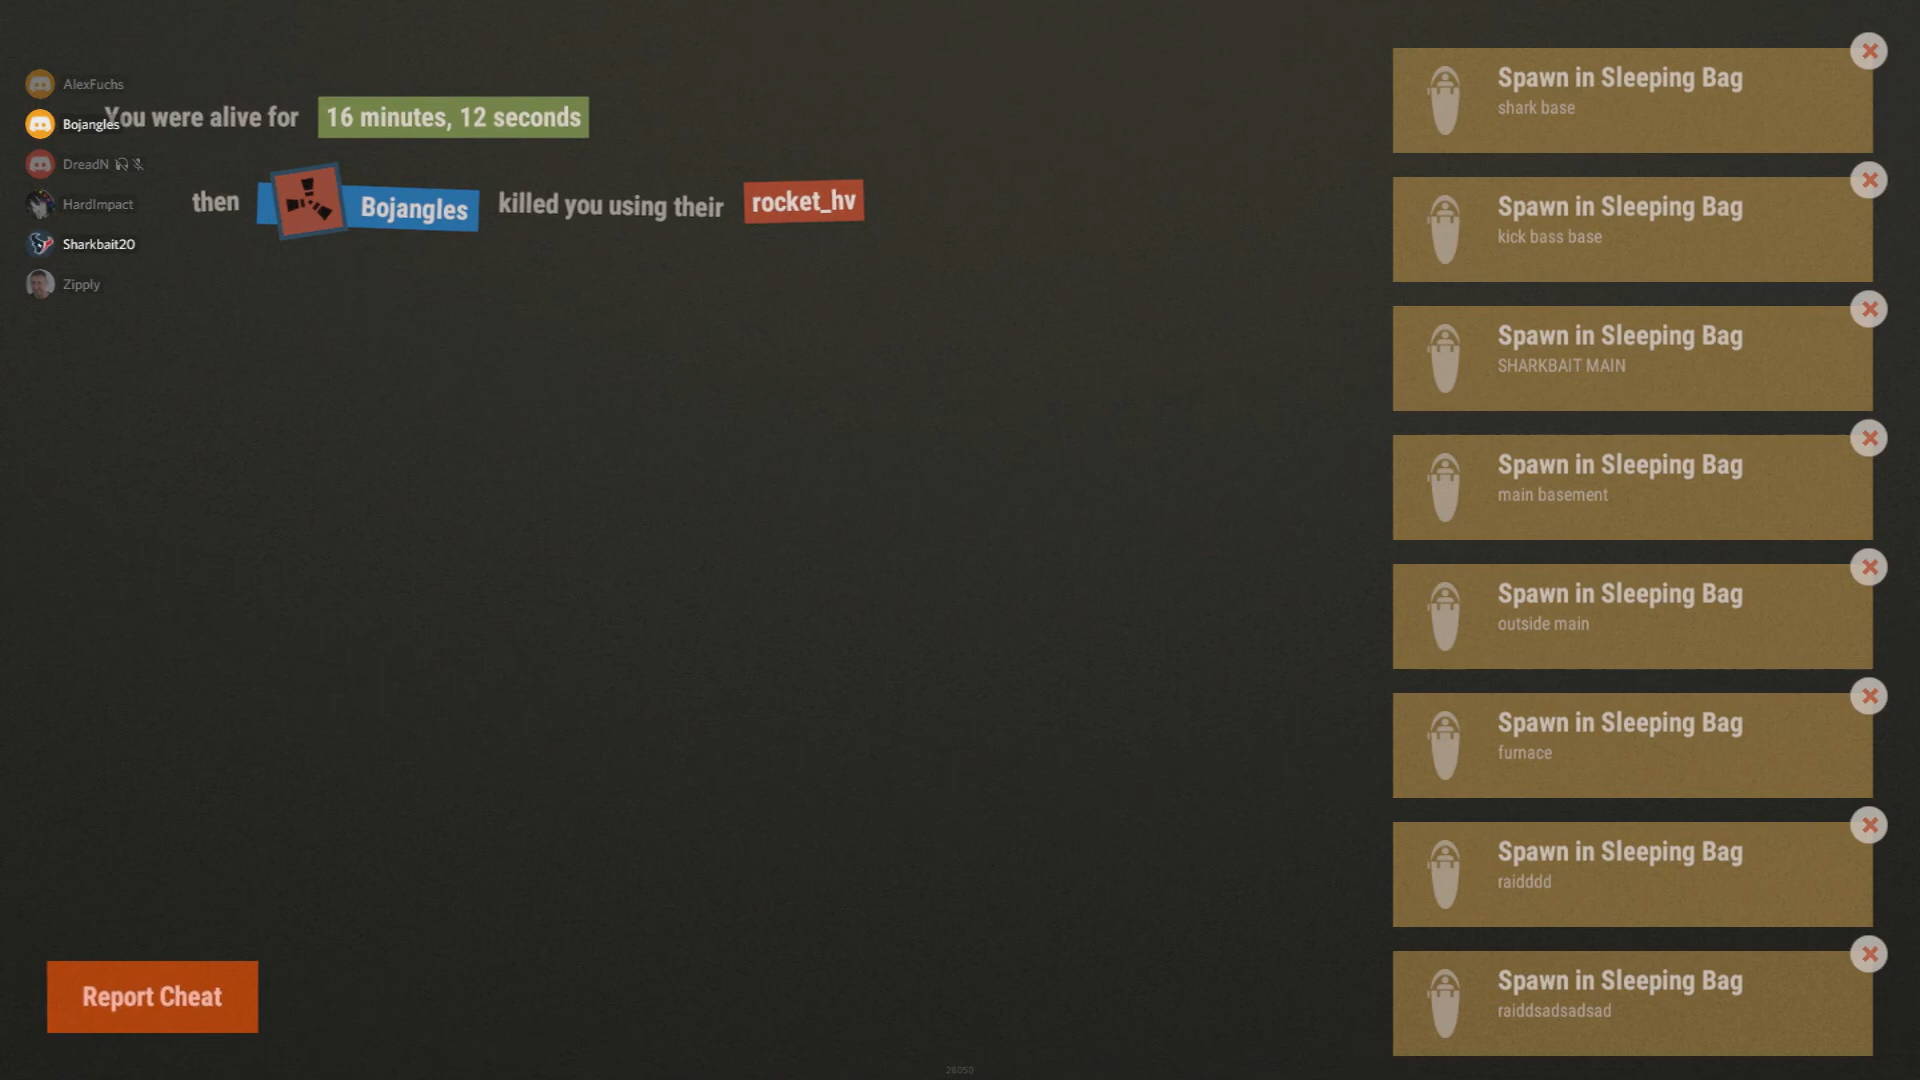 AlexFuchs
Bojangles
DreadN
HardImpact
Sharkbait20
Zipply
You were alive for 16 minutes, 12 seconds
then Bojangles killed you using their rocket_hv
Spawn in Sleeping Bag
shark base
Spawn in Sleeping Bag
kick bass base
Spawn in Sleeping Bag
SHARKBAIT MAIN
Spawn in Sleeping Bag
main basement
Spawn in Sleeping Bag
outside main
Spawn in Sleeping Bag
furnace
Spawn in Sleeping Bag
raidddd
Spawn in Sleeping Bag
raiddsadsadsad
Report Cheat
28050